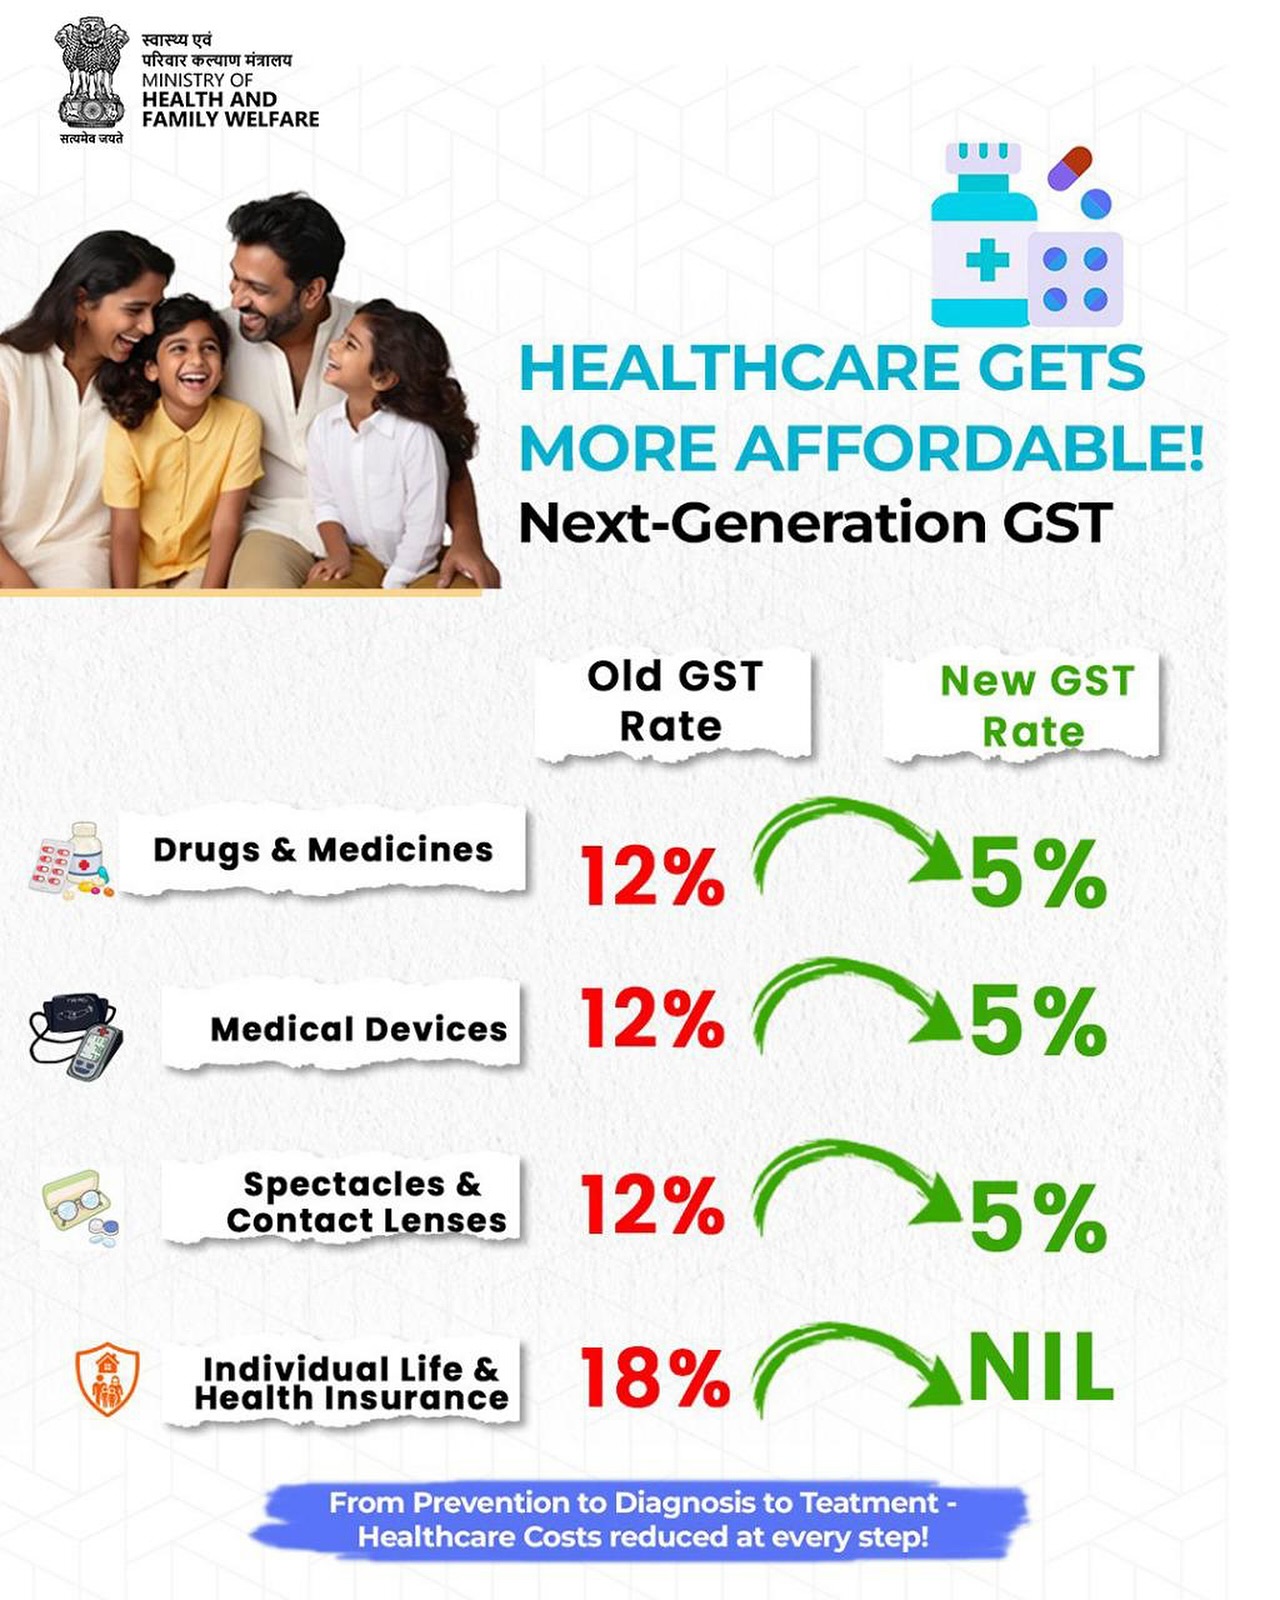 स्वास्थ्य एवं
परिवार कल्याण मंत्रालय
MINISTRY OF
HEALTH AND
FAMILY WELFARE
सत्यमेव जयते
HEALTHCARE GETS
MORE AFFORDABLE!
Next-Generation GST
Old GST
Rate
New GST
Rate
Drugs & Medicines
12%
5%
Medical Devices
12%
5%
Spectacles &
Contact Lenses
12%
5%
Individual Life &
Health Insurance
18%
NIL
From Prevention to Diagnosis to Teatment -
Healthcare Costs reduced at every step!